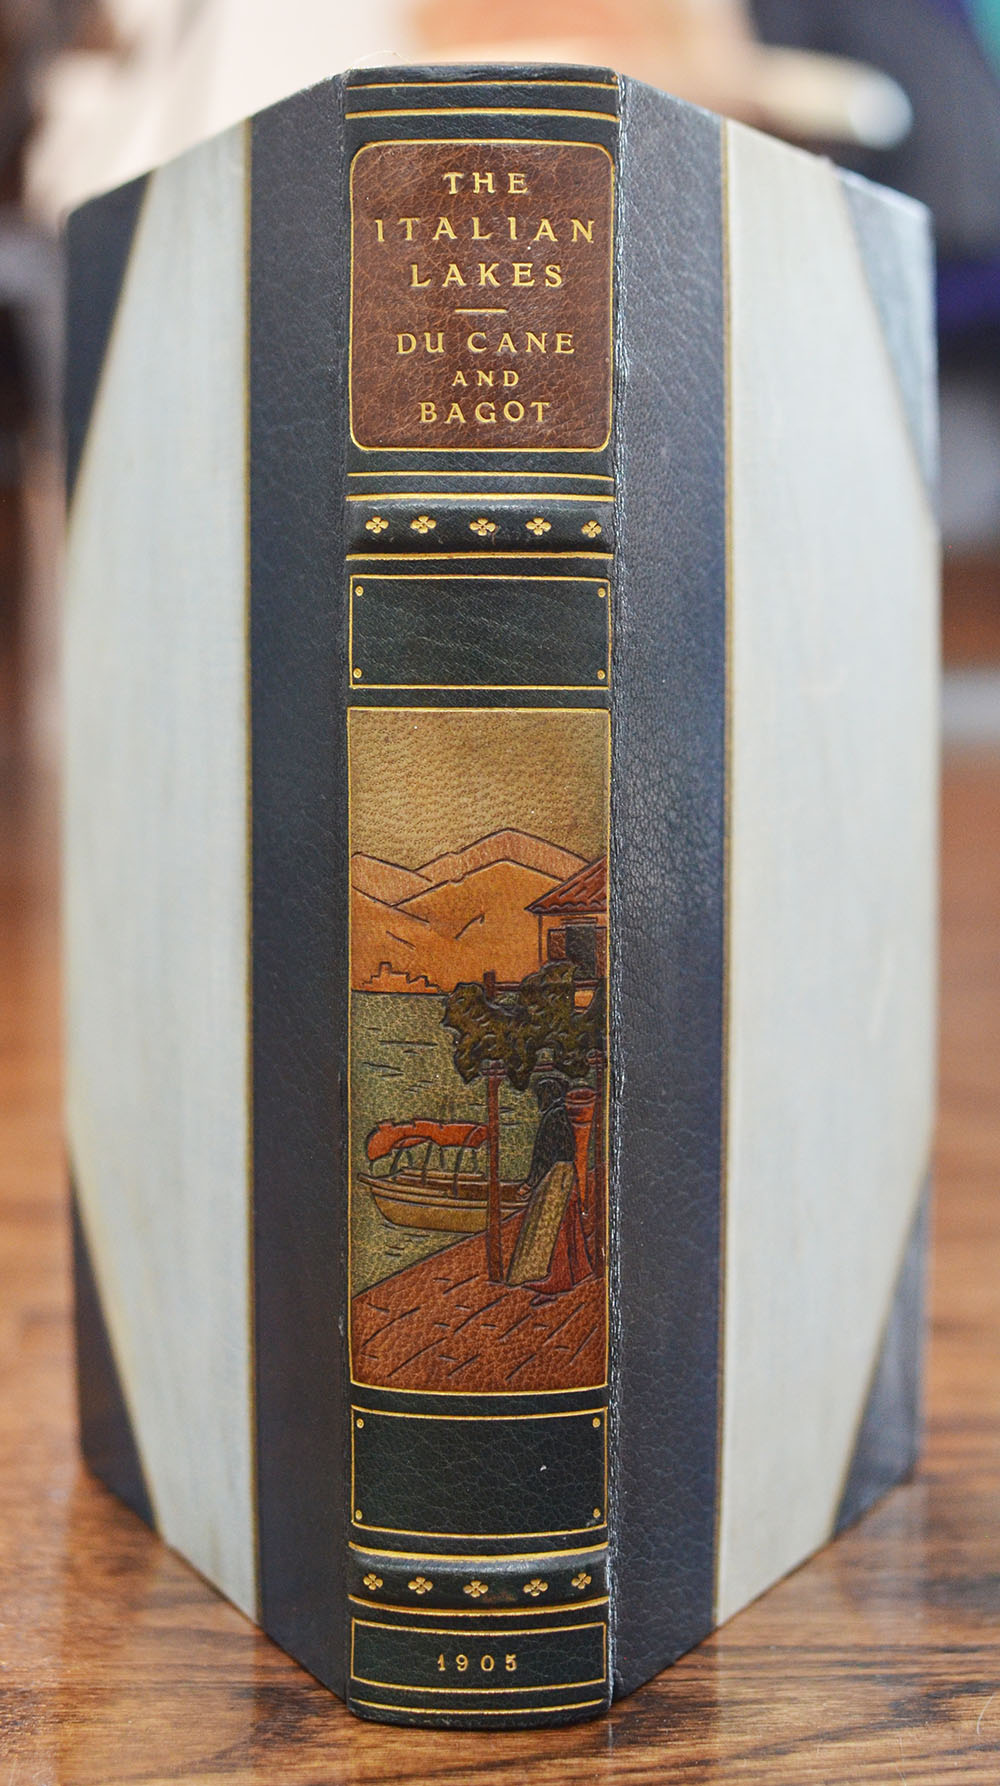 THE
ITALIAN
LAKES
DU CANE
AND
BAGOT
1905